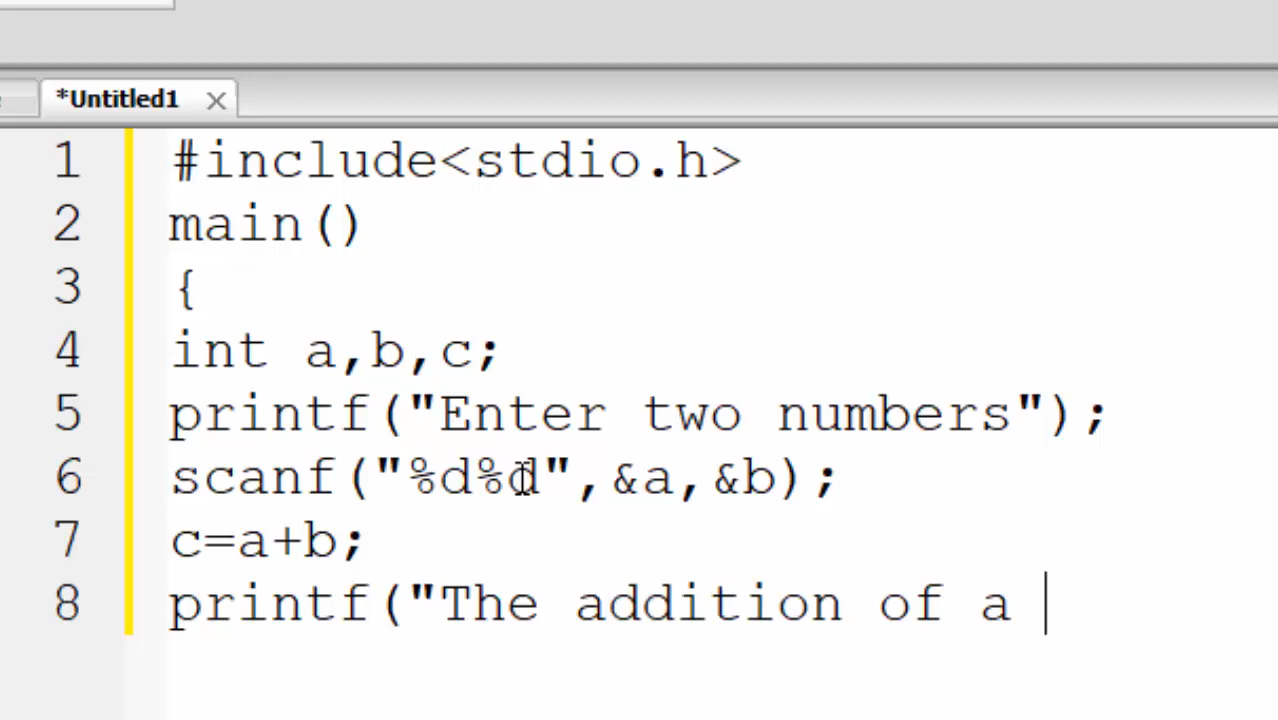 *Untitled1
1 #include<stdio.h>
2 main()
3 {
4 int a,b,c;
5 printf("Enter two numbers");
6 scanf("%d%d",&a,&b);
7 c=a+b;
8 printf("The addition of a